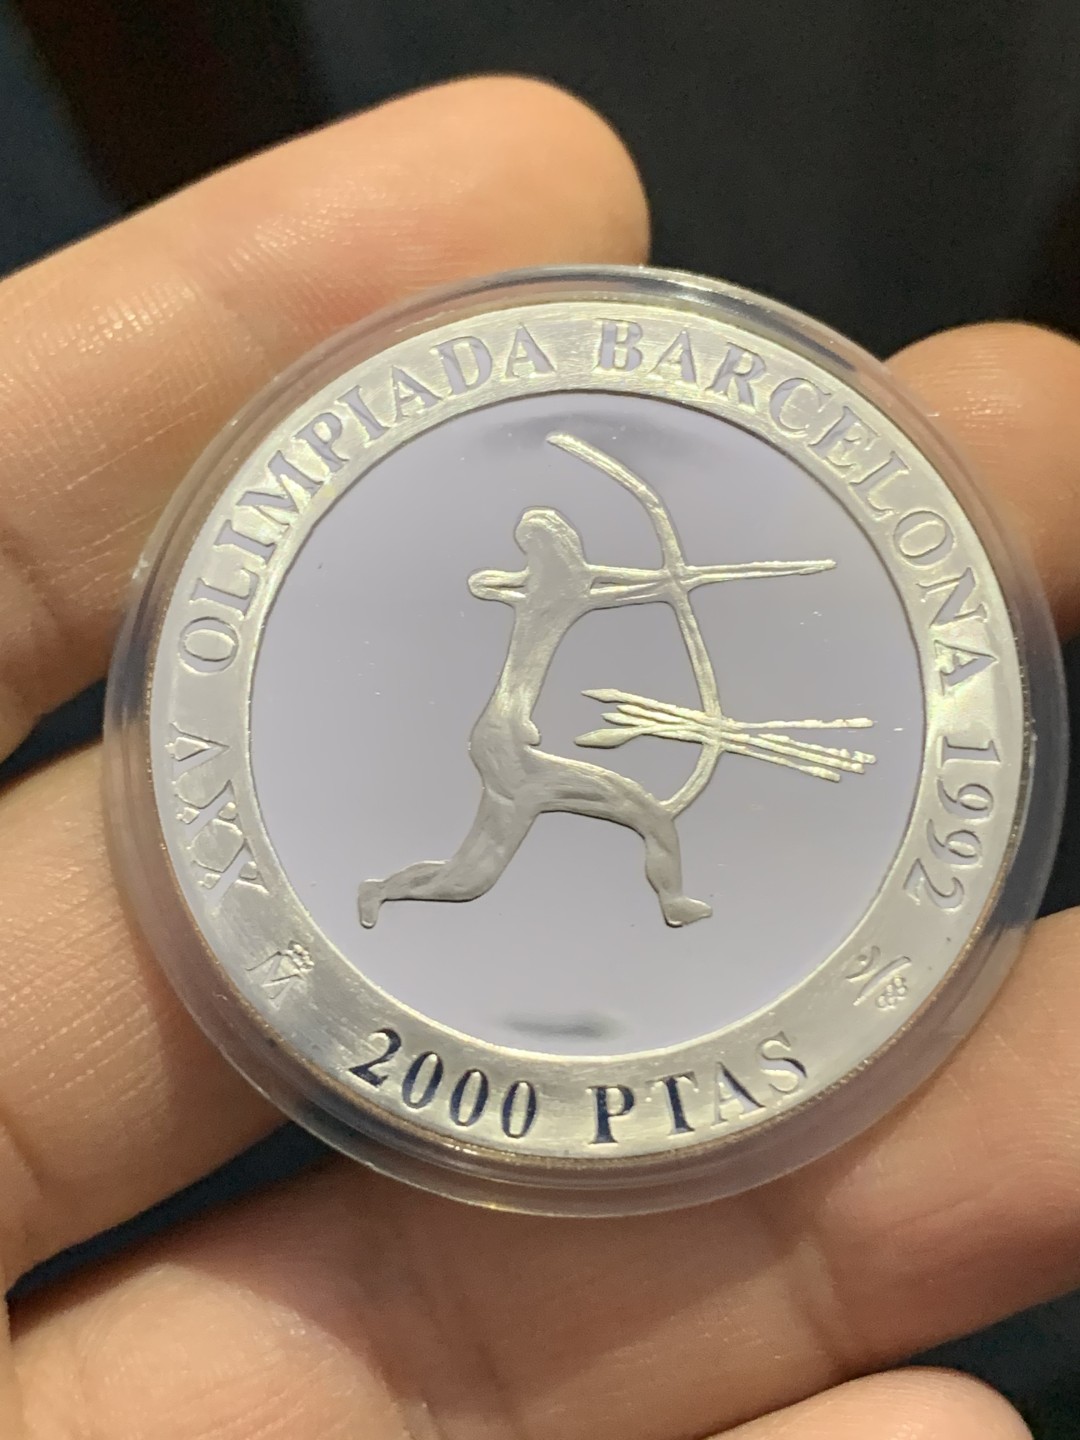 XXV OLIMPIADA BARCELONA 1992
M
2000 PTAS